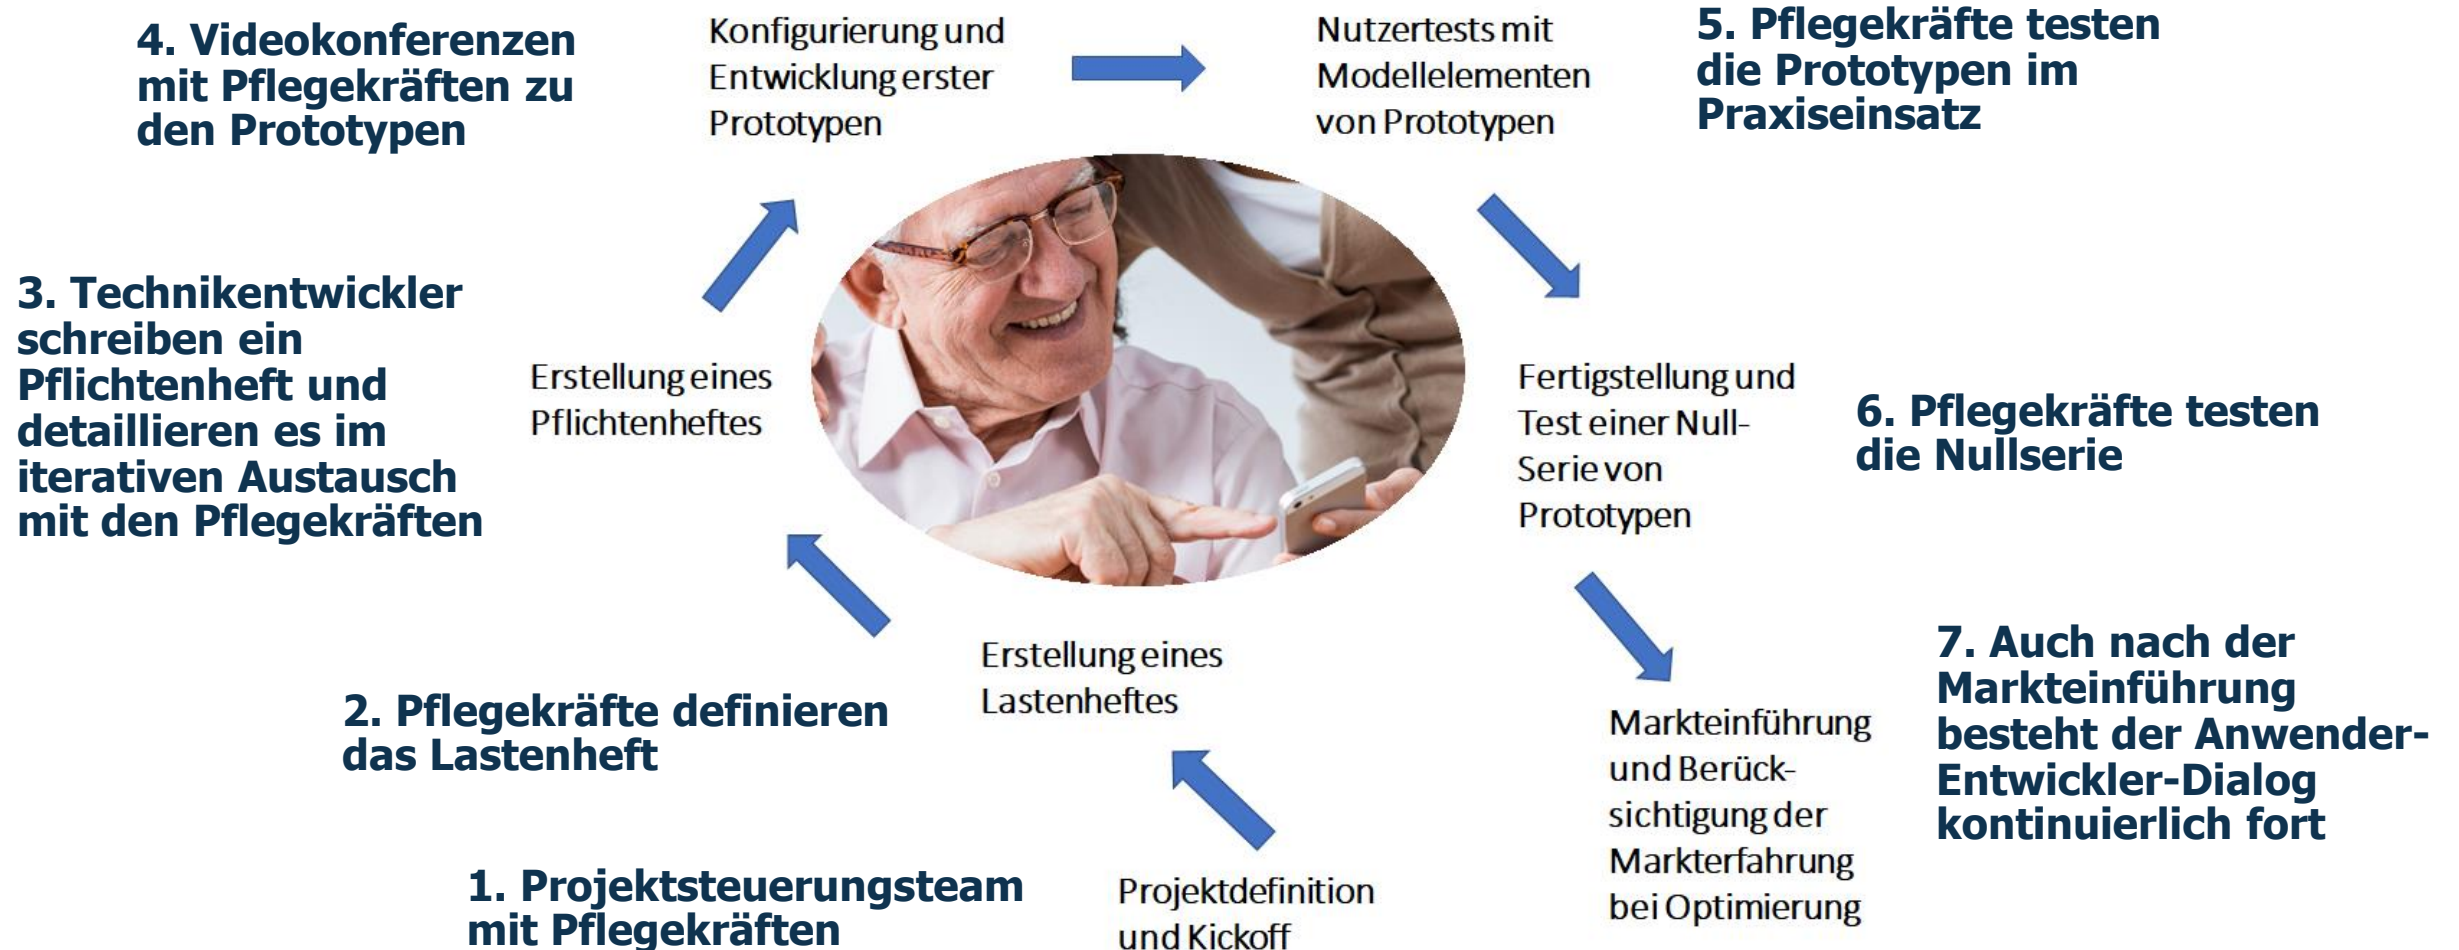 4. Videokonferenzen
mit Pflegekräften zu
den Prototypen
Konfigurierung und
Entwicklung erster
Prototypen
Nutzertests mit
Modellelementen
von Prototypen
5. Pflegekräfte testen
die Prototypen im
Praxiseinsatz
3. Technikentwickler
schreiben ein
Pflichtenheft und
detaillieren es im
iterativen Austausch
mit den Pflegekräften
Erstellung eines
Pflichtenheftes
Fertigstellung und
Test einer Null-
Serie von
Prototypen
6. Pflegekräfte testen
die Nullserie
2. Pflegekräfte definieren
das Lastenheft
Erstellung eines
Lastenheftes
Markteinführung
und Berück-
sichtigung der
Markterfahrung
bei Optimierung
7. Auch nach der
Markteinführung
besteht der Anwender-
Entwickler-Dialog
kontinuierlich fort
1. Projektsteuerungsteam
mit Pflegekräften
Projektdefinition
und Kickoff